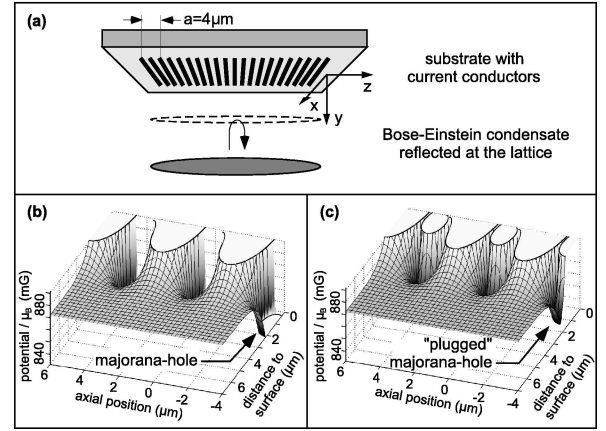 (a)
a=4µm
substrate with
current conductors
z
x
y
Bose-Einstein condensate
reflected at the lattice
(b)
potential / µB (mG)
880
840
majorana-hole
6
4
2
0
-2
-4
axial position (µm)
0
2
4
6
distance to
surface (µm)
(c)
potential / µB (mG)
880
840
"plugged"
majorana-hole
6
4
2
0
-2
-4
axial position (µm)
0
2
4
6
distance to
surface (µm)